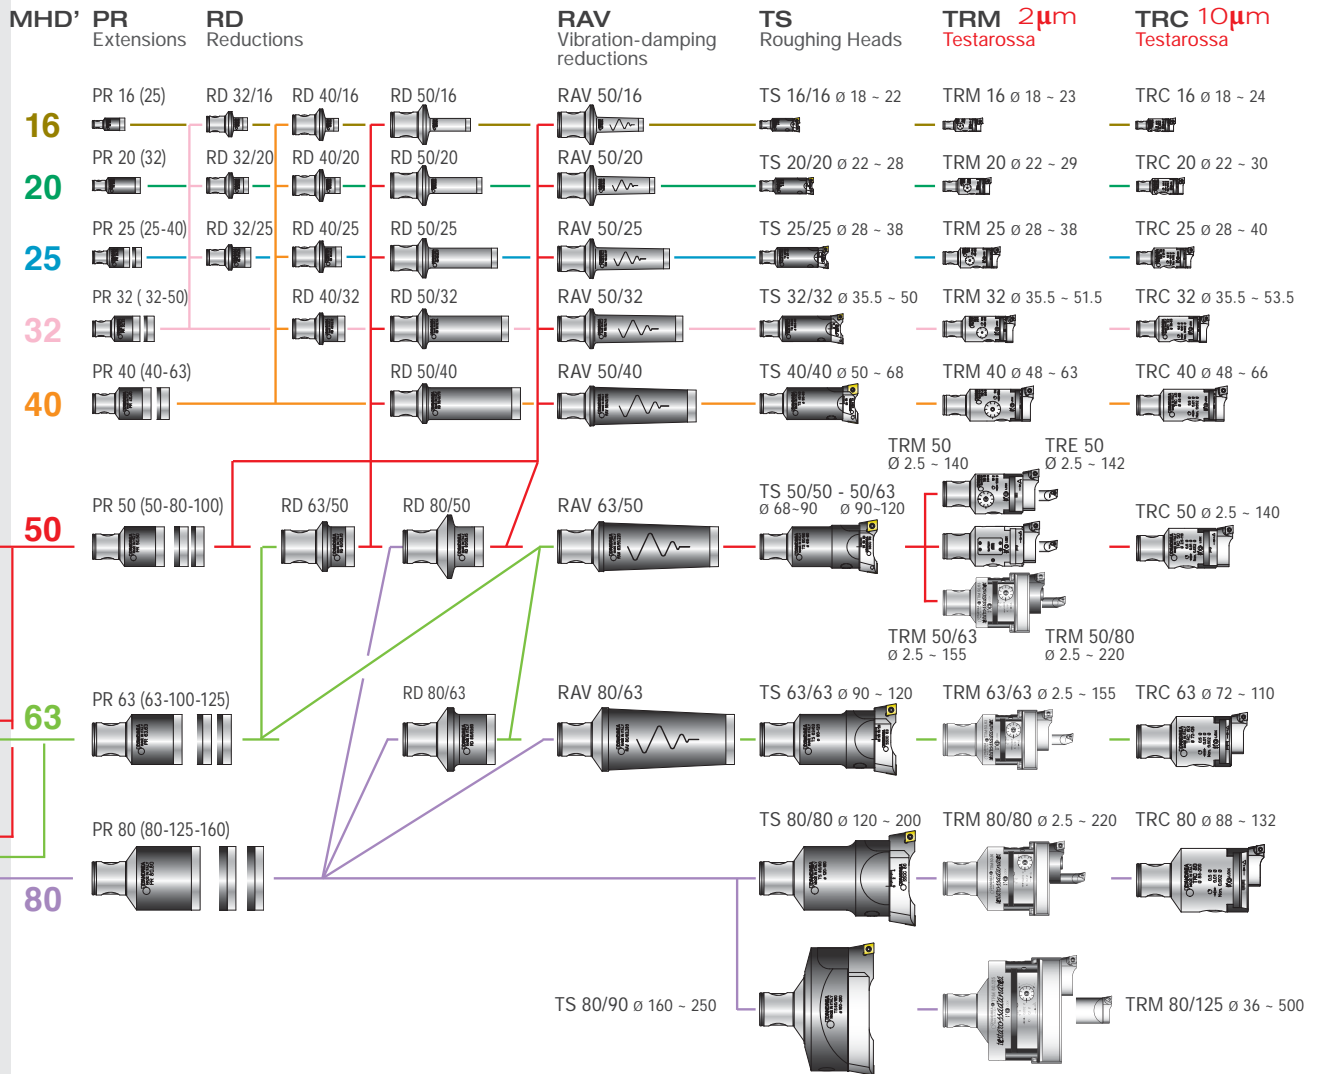 MHD' PR RD RAV TS TRM 2µm TRC 10µm
Extensions Reductions Vibration-damping reductions Roughing Heads Testarossa Testarossa
16 PR 16 (25) RD 32/16 RD 40/16 RD 50/16 RAV 50/16 TS 16/16 ø 18 ~ 22 TRM 16 ø 18 ~ 23 TRC 16 ø 18 ~ 24
20 PR 20 (32) RD 32/20 RD 40/20 RD 50/20 RAV 50/20 TS 20/20 ø 22 ~ 28 TRM 20 ø 22 ~ 29 TRC 20 ø 22 ~ 30
25 PR 25 (25-40) RD 32/25 RD 40/25 RD 50/25 RAV 50/25 TS 25/25 ø 28 ~ 38 TRM 25 ø 28 ~ 38 TRC 25 ø 28 ~ 40
32 PR 32 ( 32-50) RD 40/32 RD 50/32 RAV 50/32 TS 32/32 ø 35.5 ~ 50 TRM 32 ø 35.5 ~ 51.5 TRC 32 ø 35.5 ~ 53.5
40 PR 40 (40-63) RD 50/40 RAV 50/40 TS 40/40 ø 50 ~ 68 TRM 40 ø 48 ~ 63 TRC 40 ø 48 ~ 66
TRM 50 TRE 50
Ø 2.5 ~ 140 Ø 2.5 ~ 142
50 PR 50 (50-80-100) RD 63/50 RD 80/50 RAV 63/50 TS 50/50 - 50/63 TRC 50 ø 2.5 ~ 140
ø 68~90 ø 90~120
TRM 50/63 TRM 50/80
ø 2.5 ~ 155 ø 2.5 ~ 220
63 PR 63 (63-100-125) RD 80/63 RAV 80/63 TS 63/63 ø 90 ~ 120 TRM 63/63 ø 2.5 ~ 155 TRC 63 ø 72 ~ 110
80 PR 80 (80-125-160) TS 80/80 ø 120 ~ 200 TRM 80/80 ø 2.5 ~ 220 TRC 80 ø 88 ~ 132
TS 80/90 ø 160 ~ 250 TRM 80/125 ø 36 ~ 500